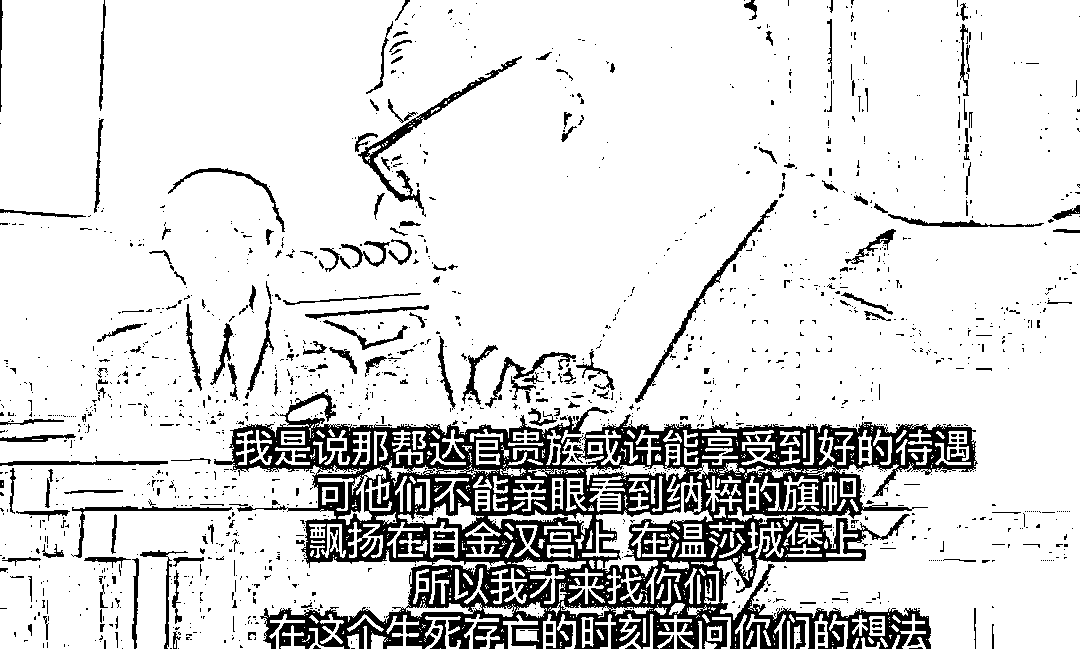 我是说那帮达官贵族或许能享受到好的待遇
可他们不能亲眼看到纳粹的旗帜
飘扬在白金汉宫上 在温莎城堡上
所以我才来找你们
在这个生死存亡的时刻来问你们的想法